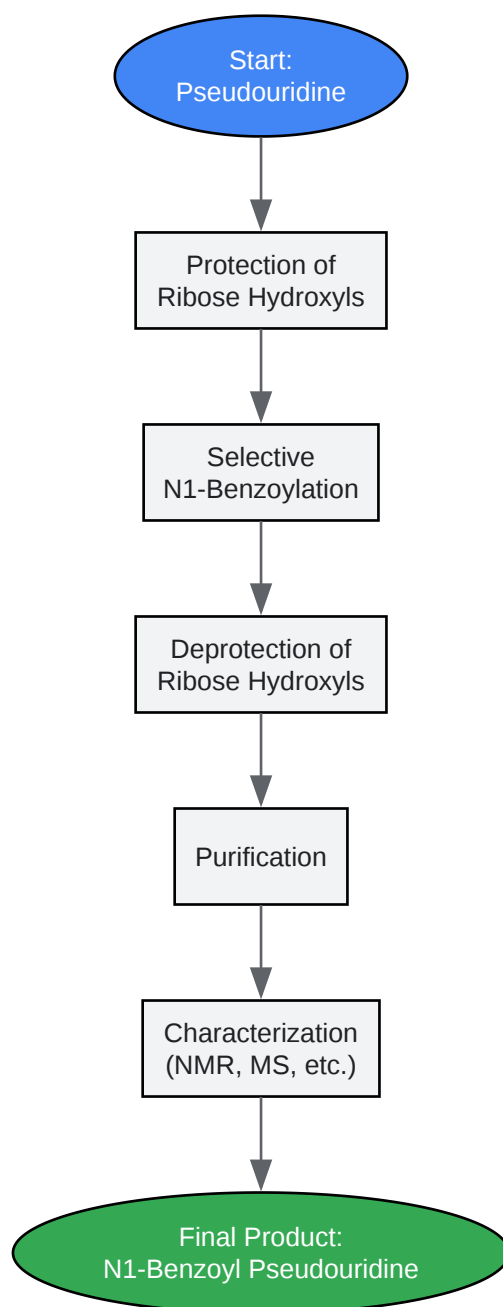 Start:
Pseudouridine
Protection of
Ribose Hydroxyls
Selective
N1-Benzoylation
Deprotection of
Ribose Hydroxyls
Purification
Characterization
(NMR, MS, etc.)
Final Product:
N1-Benzoyl Pseudouridine